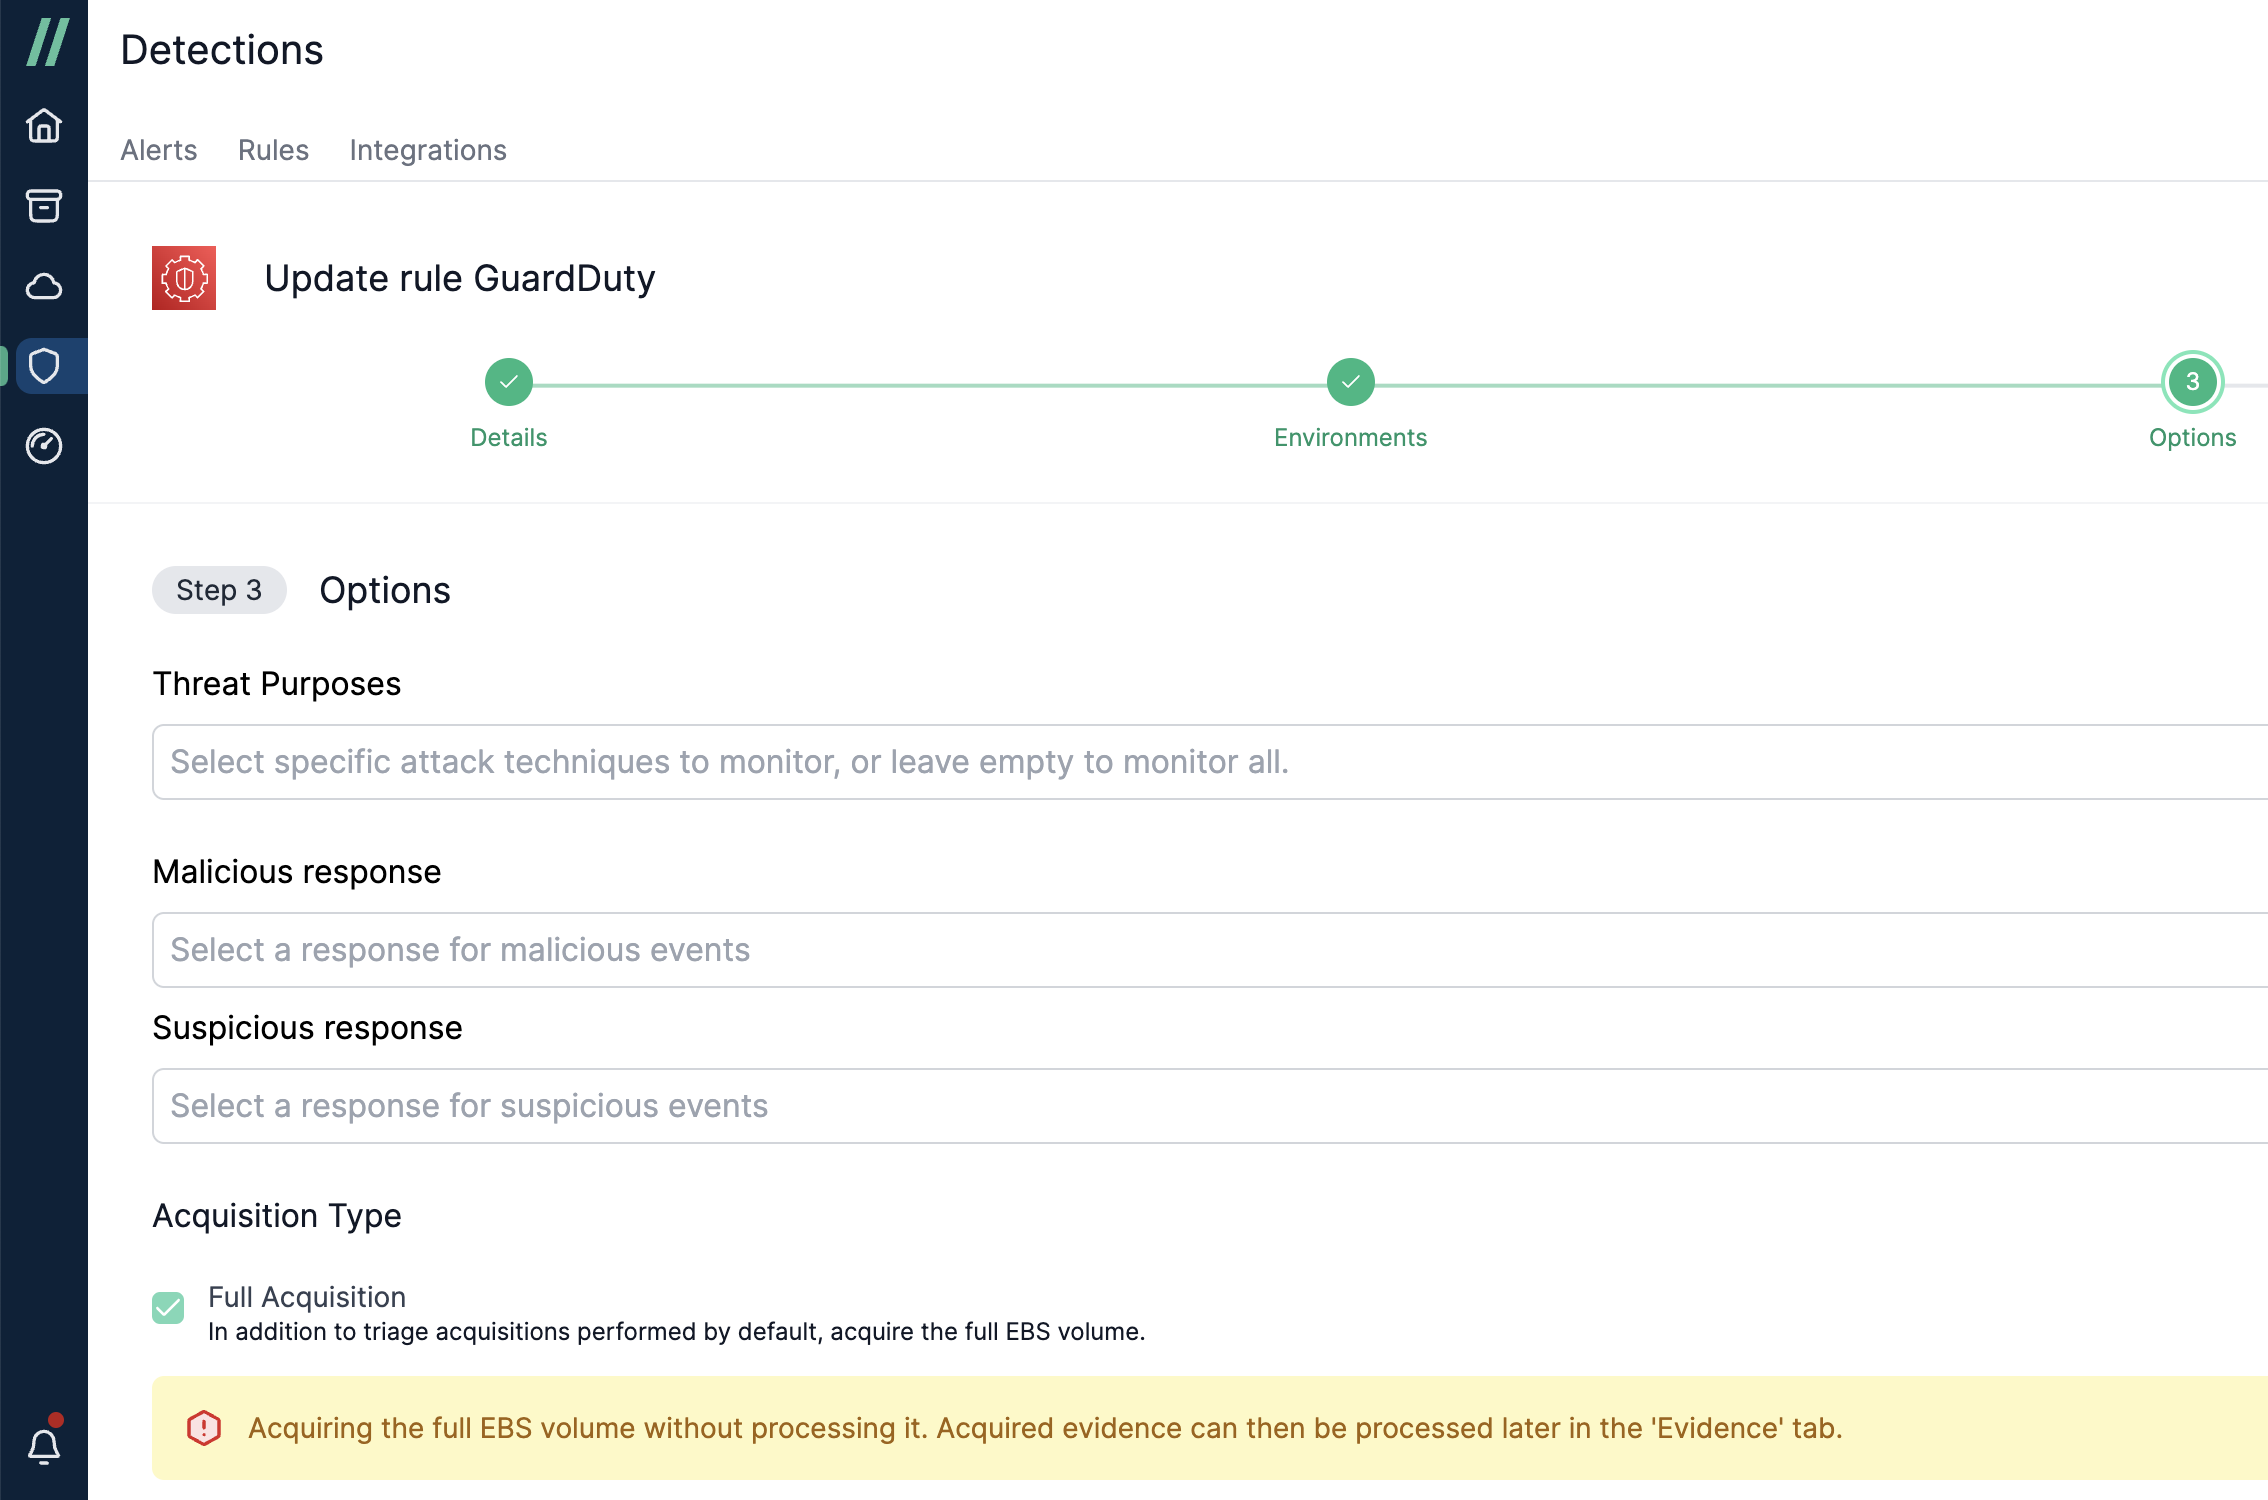 Detections
Alerts Rules Integrations
Update rule GuardDuty
3
Details Environments Options
Step 3 Options
Threat Purposes
Select specific attack techniques to monitor, or leave empty to monitor all.
Malicious response
Select a response for malicious events
Suspicious response
Select a response for suspicious events
Acquisition Type
Full Acquisition
In addition to triage acquisitions performed by default, acquire the full EBS volume.
Acquiring the full EBS volume without processing it. Acquired evidence can then be processed later in the 'Evidence' tab.